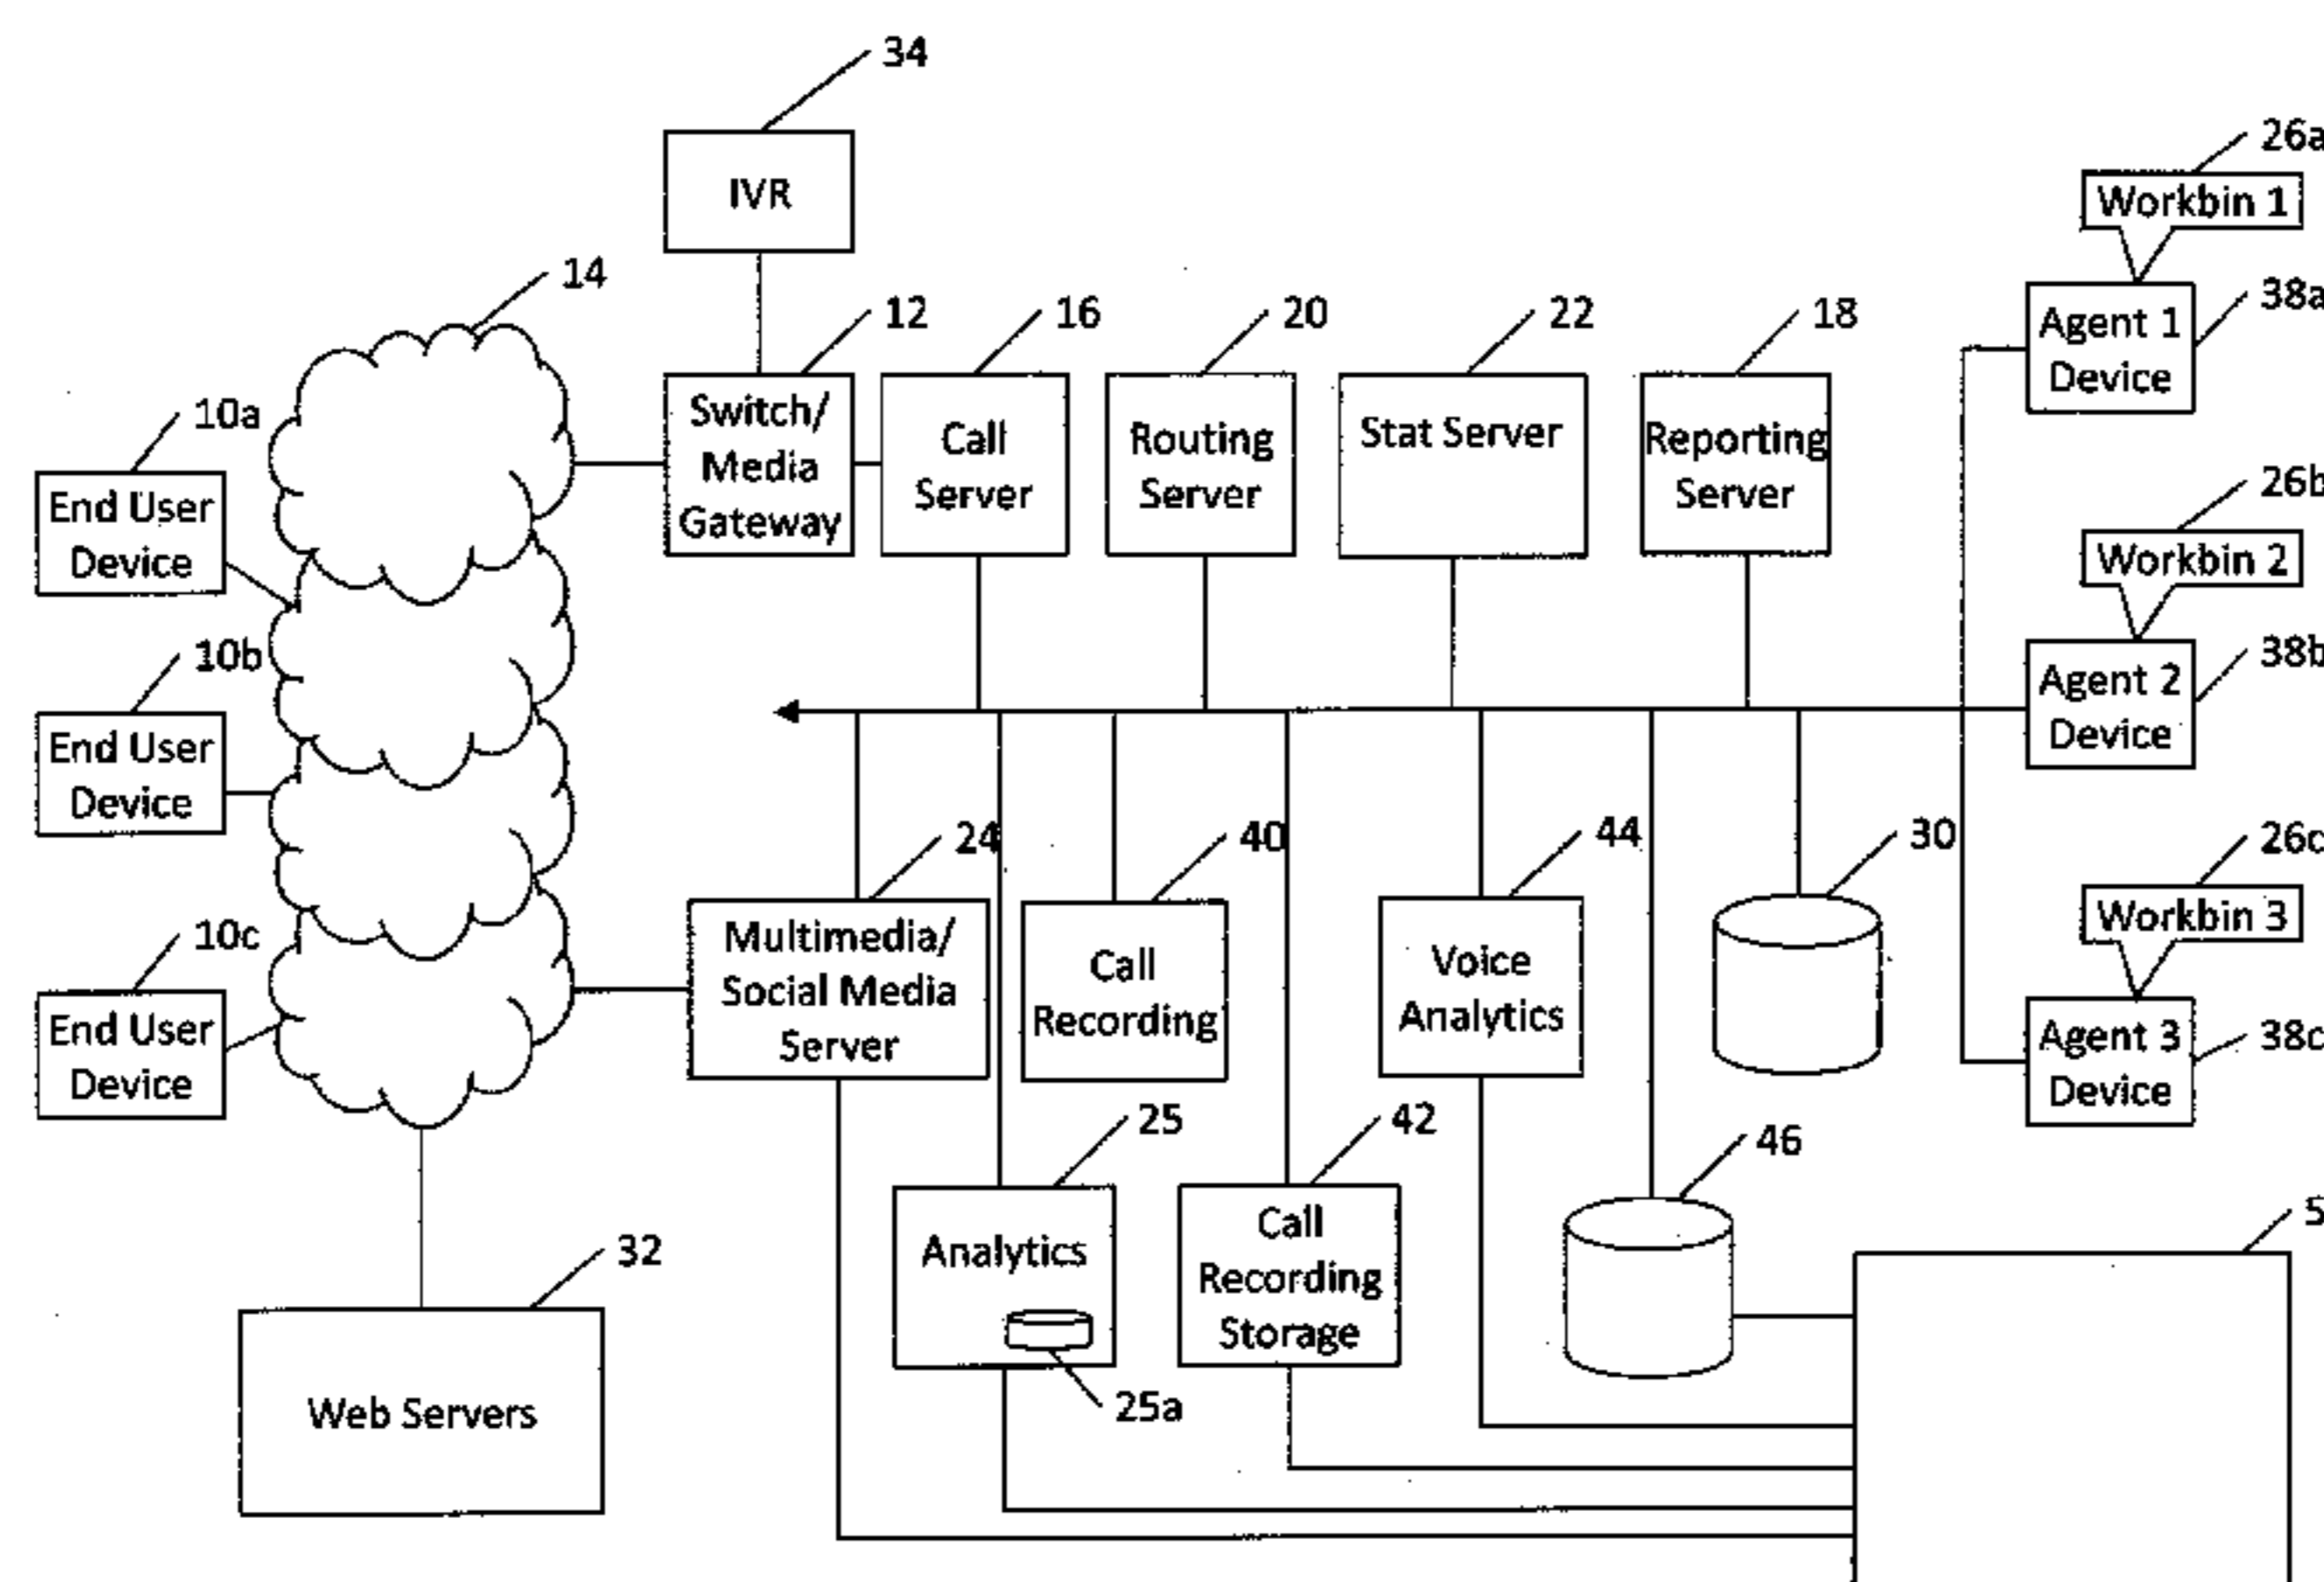 34
IVR
26a
Workbin 1
14
12
16
20
22
18
38a
Agent 1
Device
10a
Switch/
Media
Gateway
Call
Server
Routing
Server
Stat Server
Reporting
Server
End User
Device
26b
Workbin 2
10b
38b
Agent 2
Device
End User
Device
24
40
44
30
26c
Workbin 3
10c
Multimedia/
Social Media
Server
Call
Recording
Voice
Analytics
End User
Device
38c
Agent 3
Device
25
42
46
5
Analytics
Call
Recording
Storage
32
25a
Web Servers